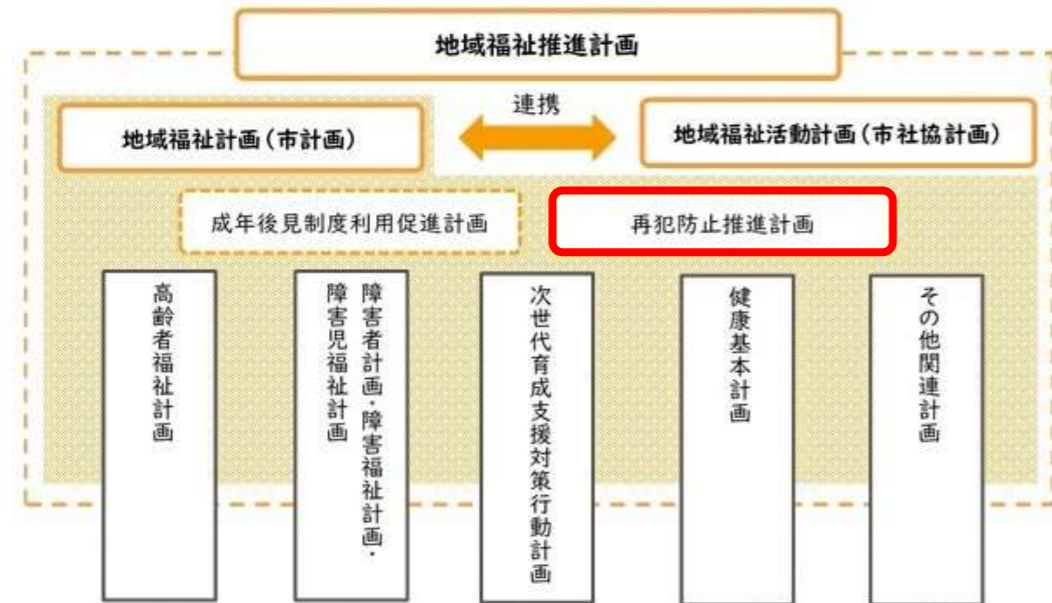 地域福祉推進計画
連携
地域福祉計画(市計画)
地域福祉活動計画(市社協計画)
成年後見制度利用促進計画
再犯防止推進計画
高齢者福祉計画
障害者計画・障害福祉計画・
障害児福祉計画
次世代育成支援対策行動計画
健康基本計画
その他関連計画